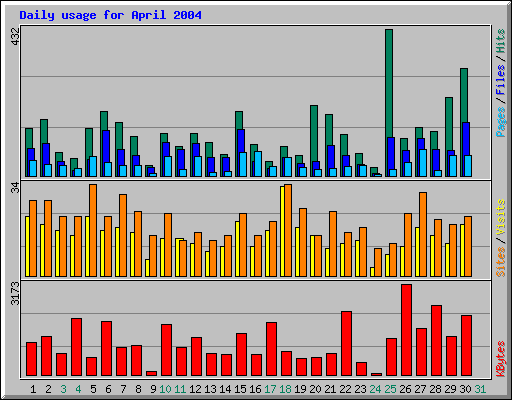 Daily usage for April 2004
432
Pages / Files / Hits
34
Sites / Visits
3173
KBytes
1 2 3 4 5 6 7 8 9 10 11 12 13 14 15 16 17 18 19 20 21 22 23 24 25 26 27 28 29 30 31